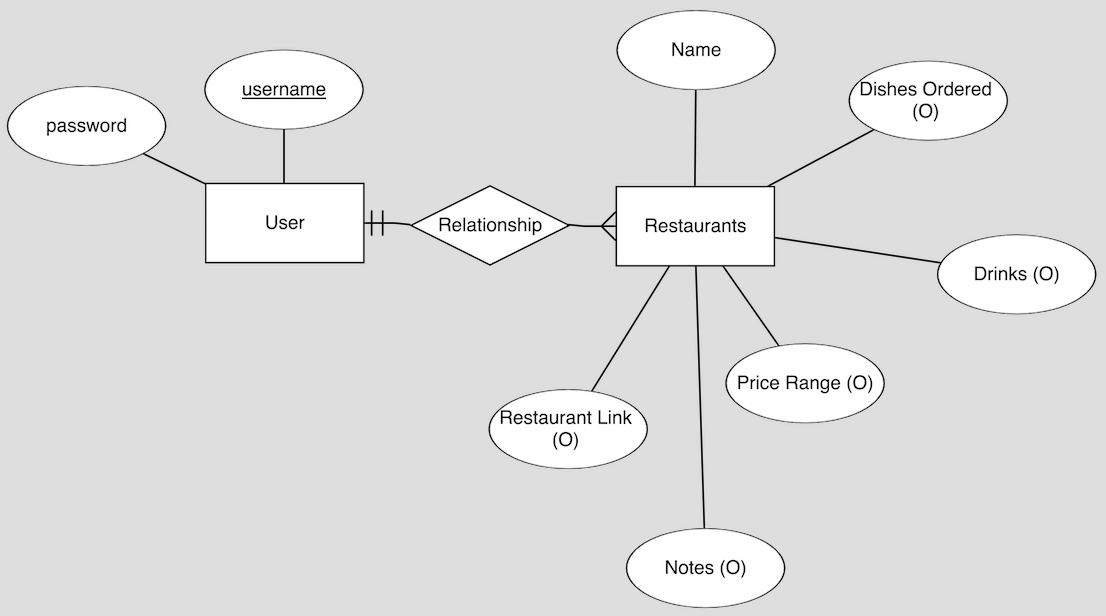 Name
username
Dishes Ordered
(O)
password
User
Relationship
Restaurants
Drinks (O)
Price Range (O)
Restaurant Link
(O)
Notes (O)